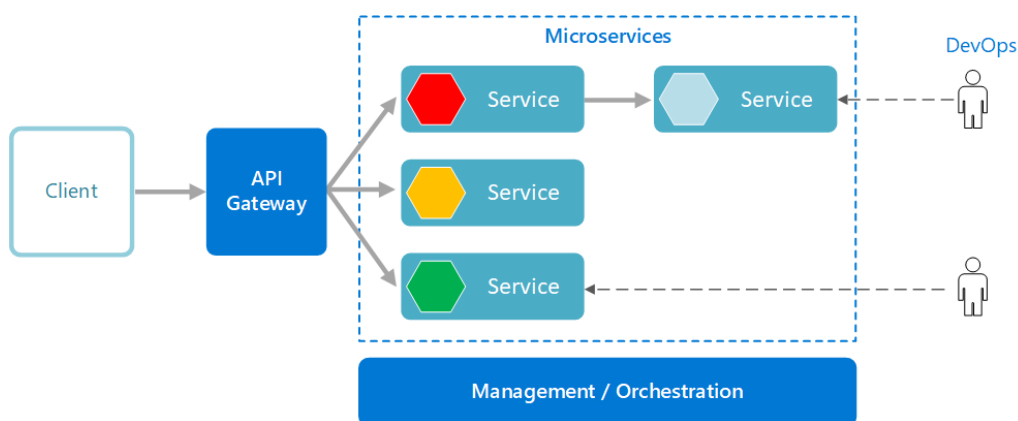 Microservices
DevOps
Service
Service
Client
API
Gateway
Service
Service
Management / Orchestration